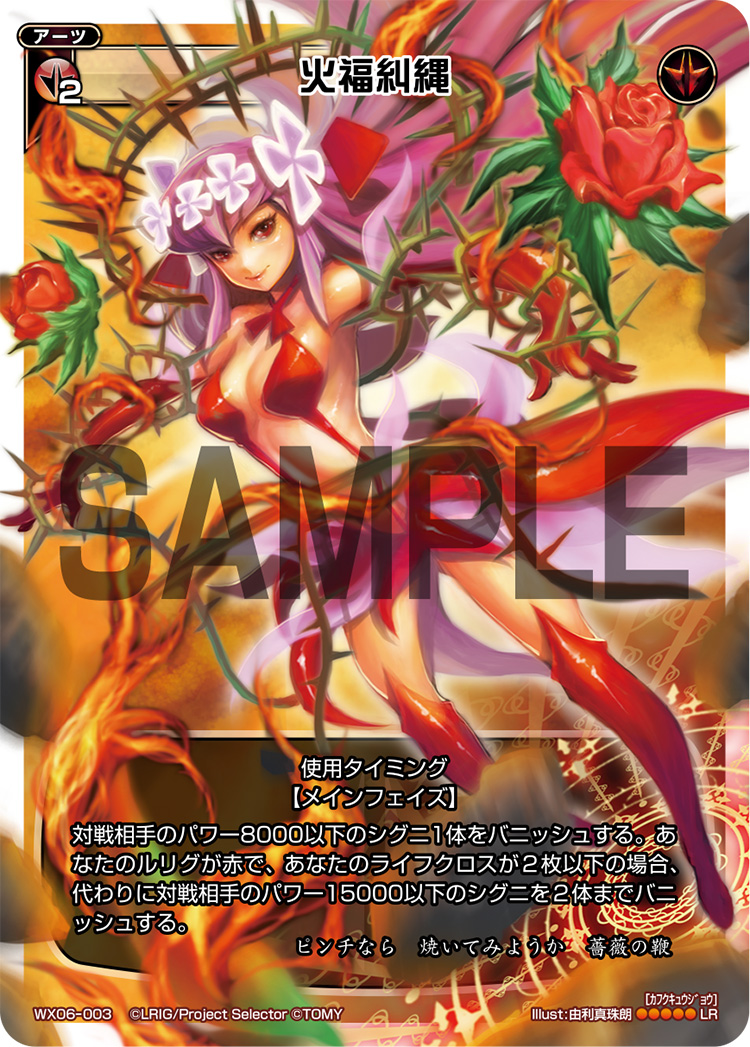 アーツ
2
火福糾縄
SAMPLE
使用タイミング
【メインフェイズ】
対戦相手のパワー8000以下のシグニ1体をバニッシュする。あ
なたのルリグが赤で、あなたのライフクロスが2枚以下の場合、
代わりに対戦相手のパワー15000以下のシグニを2体までバニ
ッシュする。
ピンチなら 焼いてみようか 薔薇の鞭
[カフクキュウジョウ]
WX06-003 ©LRIG/Project Selector ©TOMY Illust:由利真珠朗 LR